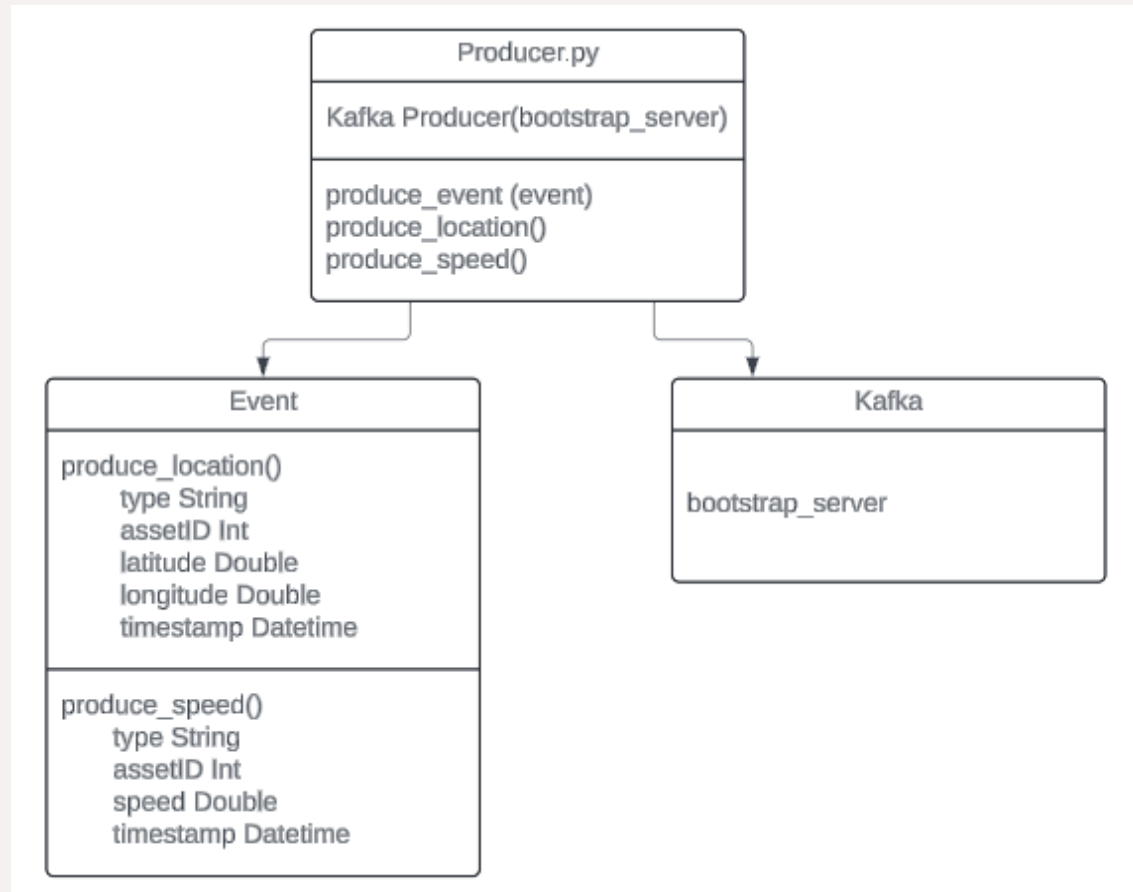 Producer.py
Kafka Producer(bootstrap_server)
produce_event (event)
produce_location()
produce_speed()
Event
produce_location()
type String
assetID Int
latitude Double
longitude Double
timestamp Datetime
produce_speed()
type String
assetID Int
speed Double
timestamp Datetime
Kafka
bootstrap_server